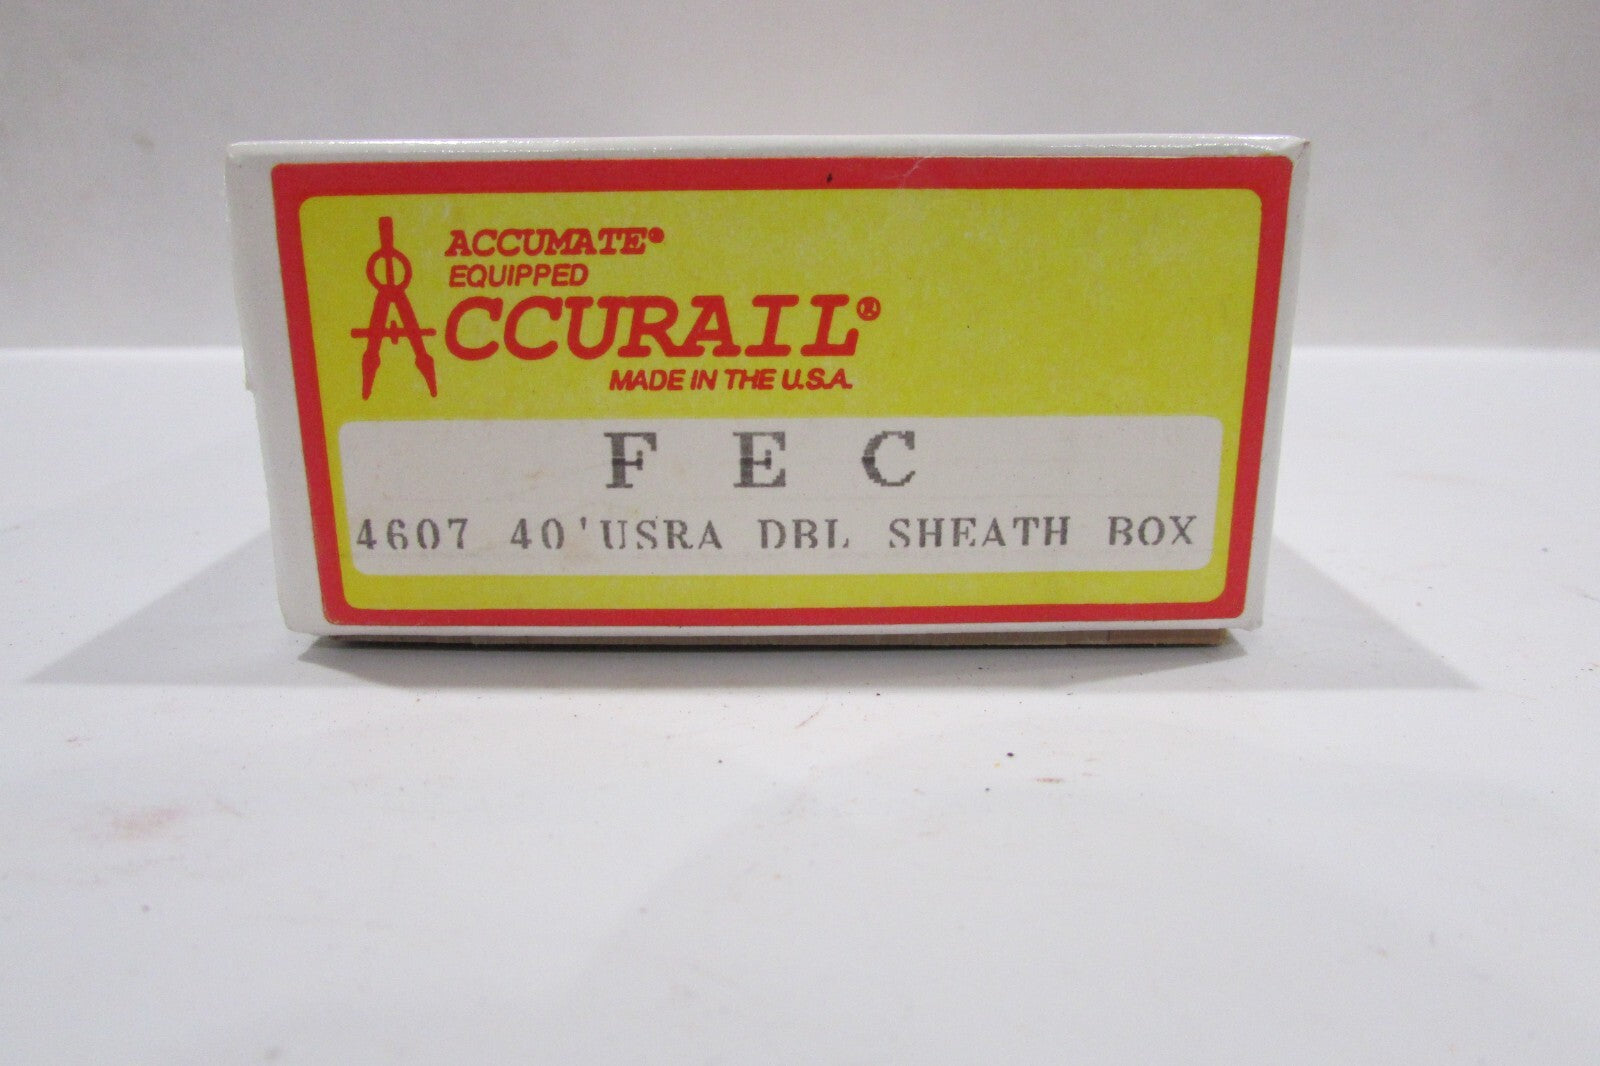 ACCUMATE®
EQUIPPED
ACCURAIL®
MADE IN THE U.S.A.
F E C
4607 40'USRA DBL SHEATH BOX